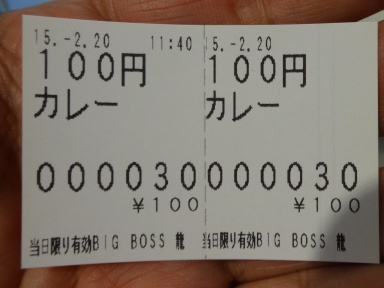 15.-2.20 11:40 5.-2.20
100円 100円
カレー カレー
000030 000030
¥100 ¥100
当日限り有効BIG BOSS 龍 当日限り有効BIG BOSS 龍